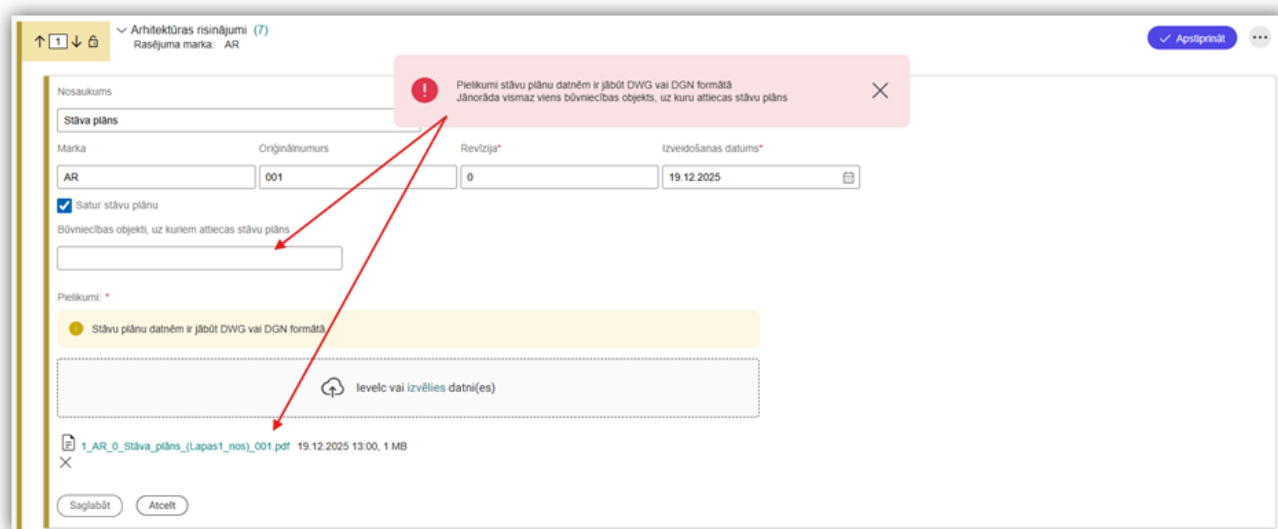 1
Arhitektūras risinājumi (7)
Rasējuma marka: AR
Apstiprināt
Pielikumi stāvu plānu datnēm ir jābūt DWG vai DGN formātā
Jānorāda vismaz viens būvniecības objekts, uz kuru attiecas stāvu plāns
Nosaukums
Stāva plāns
Marka Oriģinālnumurs Revīzija* Izveidošanas datums*
AR 001 0 19.12.2025
Satur stāvu plānu
Būvniecības objekti, uz kuriem attiecas stāvu plāns
Pielikumi: *
Stāvu plānu datnēm ir jābūt DWG vai DGN formātā
Ievelc vai izvēlies datni(es)
1_AR_0_Stāva_plāns_(Lapas1_nos)_001.pdf 19.12.2025 13:00, 1 MB
Saglabāt Atcelt